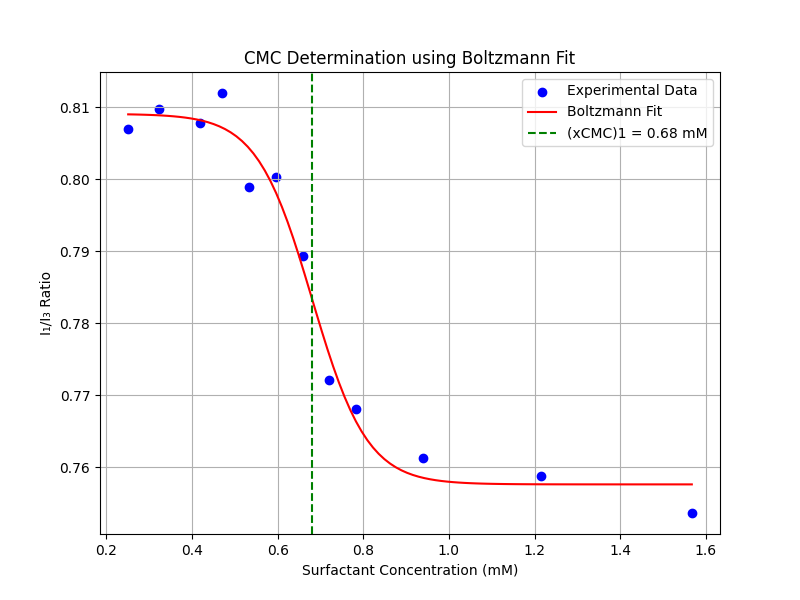 CMC Determination using Boltzmann Fit
Experimental Data
Boltzmann Fit
(xCMC)1 = 0.68 mM
0.81
0.80
0.79
0.78
0.77
0.76
I₁/I₃ Ratio
0.2 0.4 0.6 0.8 1.0 1.2 1.4 1.6
Surfactant Concentration (mM)